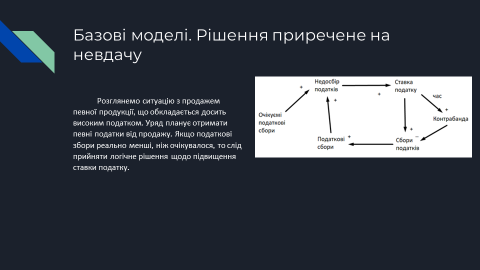 Базові моделі. Рішення приречене на
невдачу
Розглянемо ситуацію з продажем
певної продукції, що обкладається досить
високим податком. Уряд планує отримати
певні податки від продажу. Якщо податкові
збори реально менші, ніж очікувалося, то слід
прийняти логічне рішення щодо підвищення
ставки податку.
Недосбір
податків
Ставка
податку
час
+
+
+
+
Очікуємі
податкові
збори
Контрабанда
Податкові
збори
+
+
−
Сбори
податків